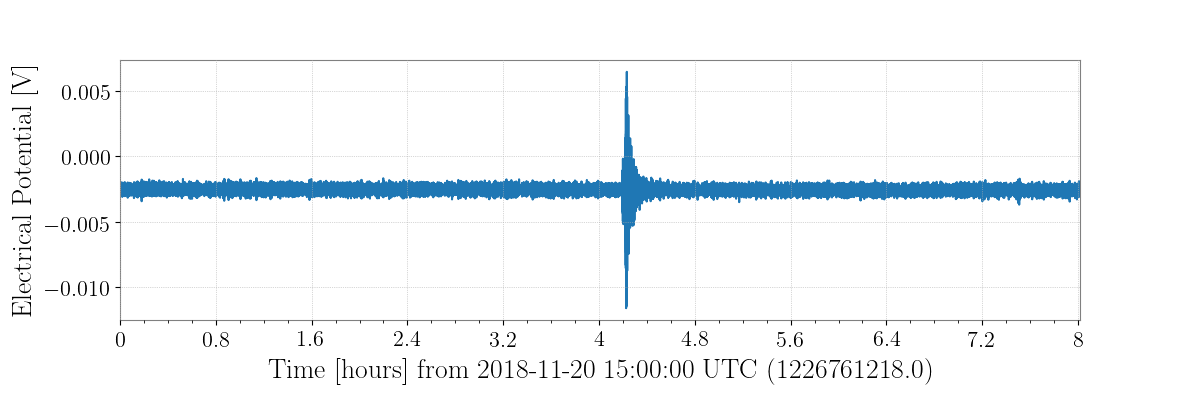 Electrical Potential [V]
0.005
0.000
−0.005
−0.010
0 0.8 1.6 2.4 3.2 4 4.8 5.6 6.4 7.2 8
Time [hours] from 2018-11-20 15:00:00 UTC (1226761218.0)